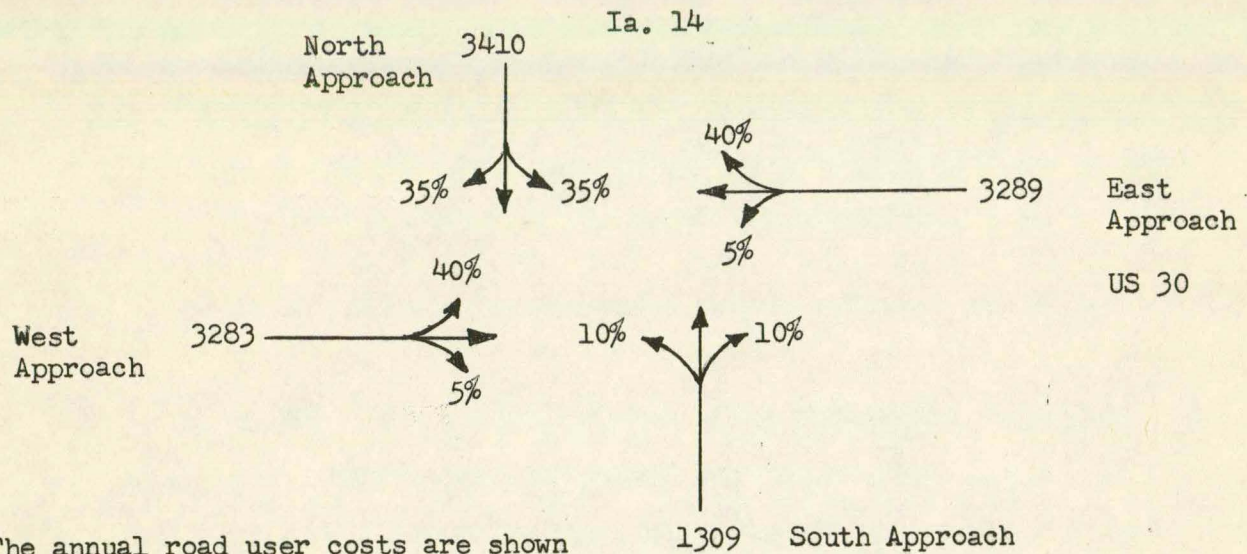 Ia. 14
North Approach 3410
40%
35% 35%
3289 East Approach
5%
US 30
40%
West Approach 3283
10% 10%
5%
The annual road user costs are shown
1309 South Approach